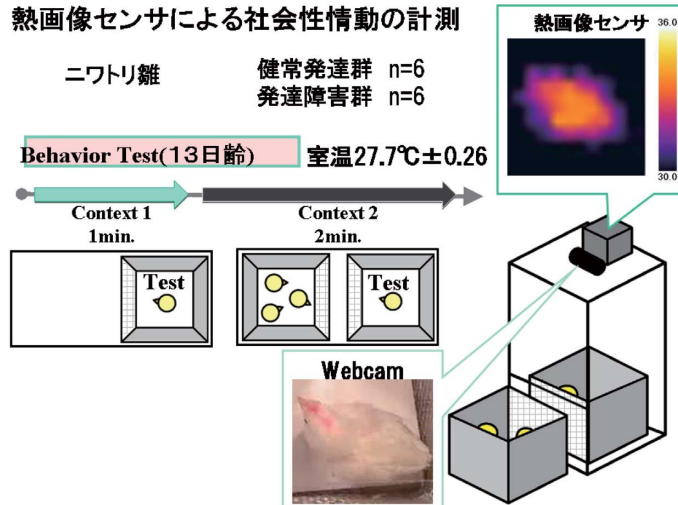 熱画像センサによる社会性情動の計測
熱画像センサ
36.0
30.0
ニワトリ雛
健常発達群 n=6
発達障害群 n=6
Behavior Test(13日齢)
室温27.7℃±0.26
Context 1
1min.
Context 2
2min.
Test
Test
Webcam